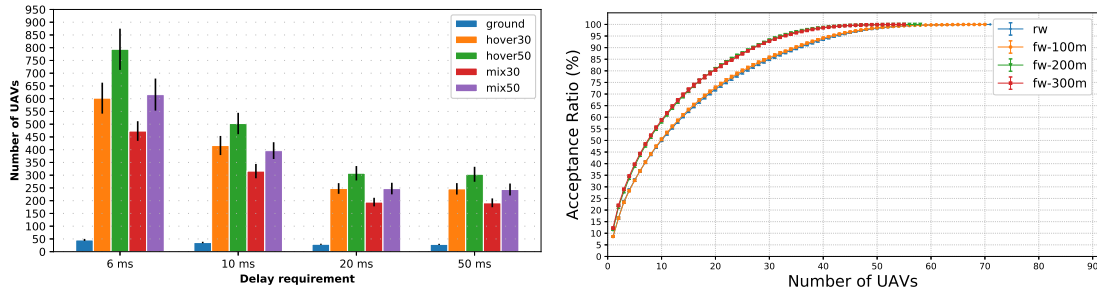 950
900
850
800
750
700
650
600
550
500
450
400
350
300
250
200
150
100
50
0
Number of UAVs
6 ms 10 ms 20 ms 50 ms
Delay requirement
ground
hover30
hover50
mix30
mix50
100
95
90
85
80
75
70
65
60
55
50
45
40
35
30
25
20
15
10
5
0
Acceptance Ratio (%)
0 10 20 30 40 50 60 70 80 90
Number of UAVs
rw
fw-100m
fw-200m
fw-300m